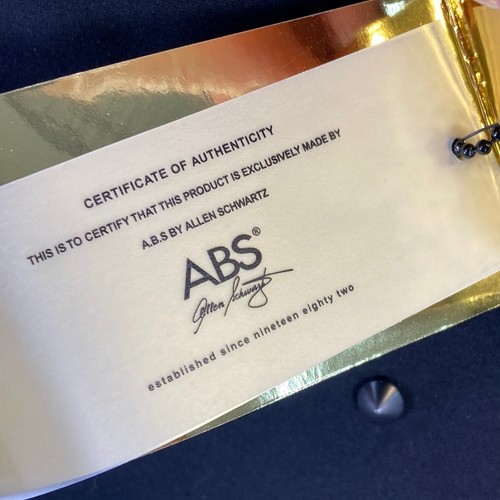 CERTIFICATE OF AUTHENTICITY
THIS IS TO CERTIFY THAT THIS PRODUCT IS EXCLUSIVELY MADE BY
A.B.S BY ALLEN SCHWARTZ
ABS®
Allen Schwartz
established since nineteen eighty two